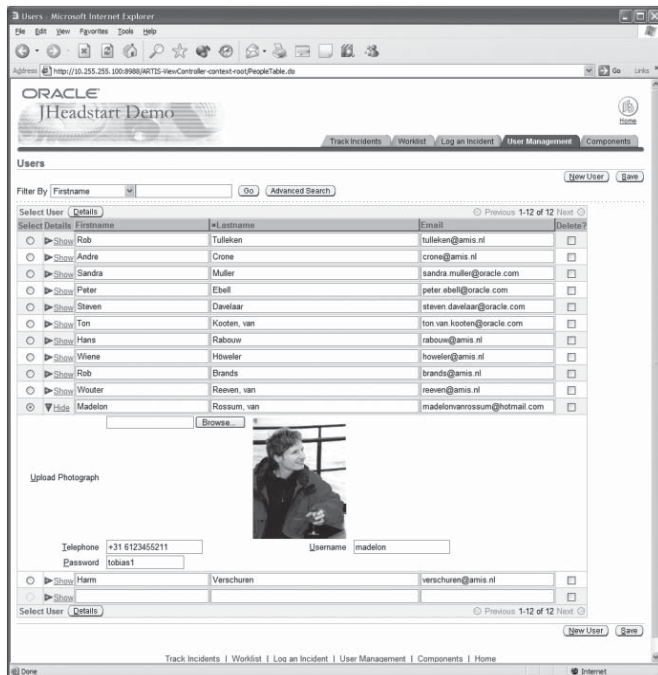 Users - Microsoft Internet Explorer
File Edit View Favorites Tools Help
Address http://10.255.255.100:8988/ARTIS-ViewController-context-root/PeopleTable.do Go Links
ORACLE
JHeadstart Demo
Home
Track Incidents Worklist Log an Incident User Management Components
Users
New User Save
Filter By Firstname Go Advanced Search
Select User Details Previous 1-12 of 12 Next
Select Details Firstname *Lastname Email Delete?
Show Rob Tulleken tulleken@amis.nl
Show Andre Crone crone@amis.nl
Show Sandra Muller sandra.muller@oracle.com
Show Peter Ebell peter.ebell@oracle.com
Show Steven Davelaar steven.davelaar@oracle.com
Show Ton Kooten, van ton.van.kooten@oracle.com
Show Hans Rabouw rabouw@amis.nl
Show Wiene Höweler howeler@amis.nl
Show Rob Brands brands@amis.nl
Show Wouter Reeven, van reeven@amis.nl
Hide Madelon Rossum, van madelonvanrossum@hotmail.com
Browse...
Upload Photograph
Telephone +31 6123455211 Username madelon
Password tobias1
Show Harm Verschuren verschuren@amis.nl
Show
Select User Details Previous 1-12 of 12 Next
New User Save
Track Incidents | Worklist | Log an Incident | User Management | Components | Home
Done Internet